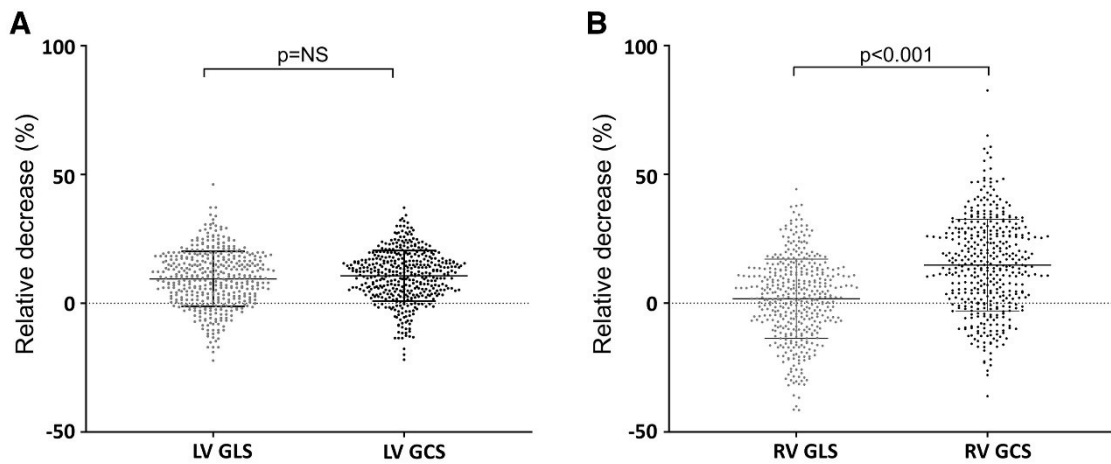 A
100
p=NS
50
0
-50
Relative decrease (%)
LV GLS
LV GCS
B
100
p<0.001
50
0
-50
Relative decrease (%)
RV GLS
RV GCS